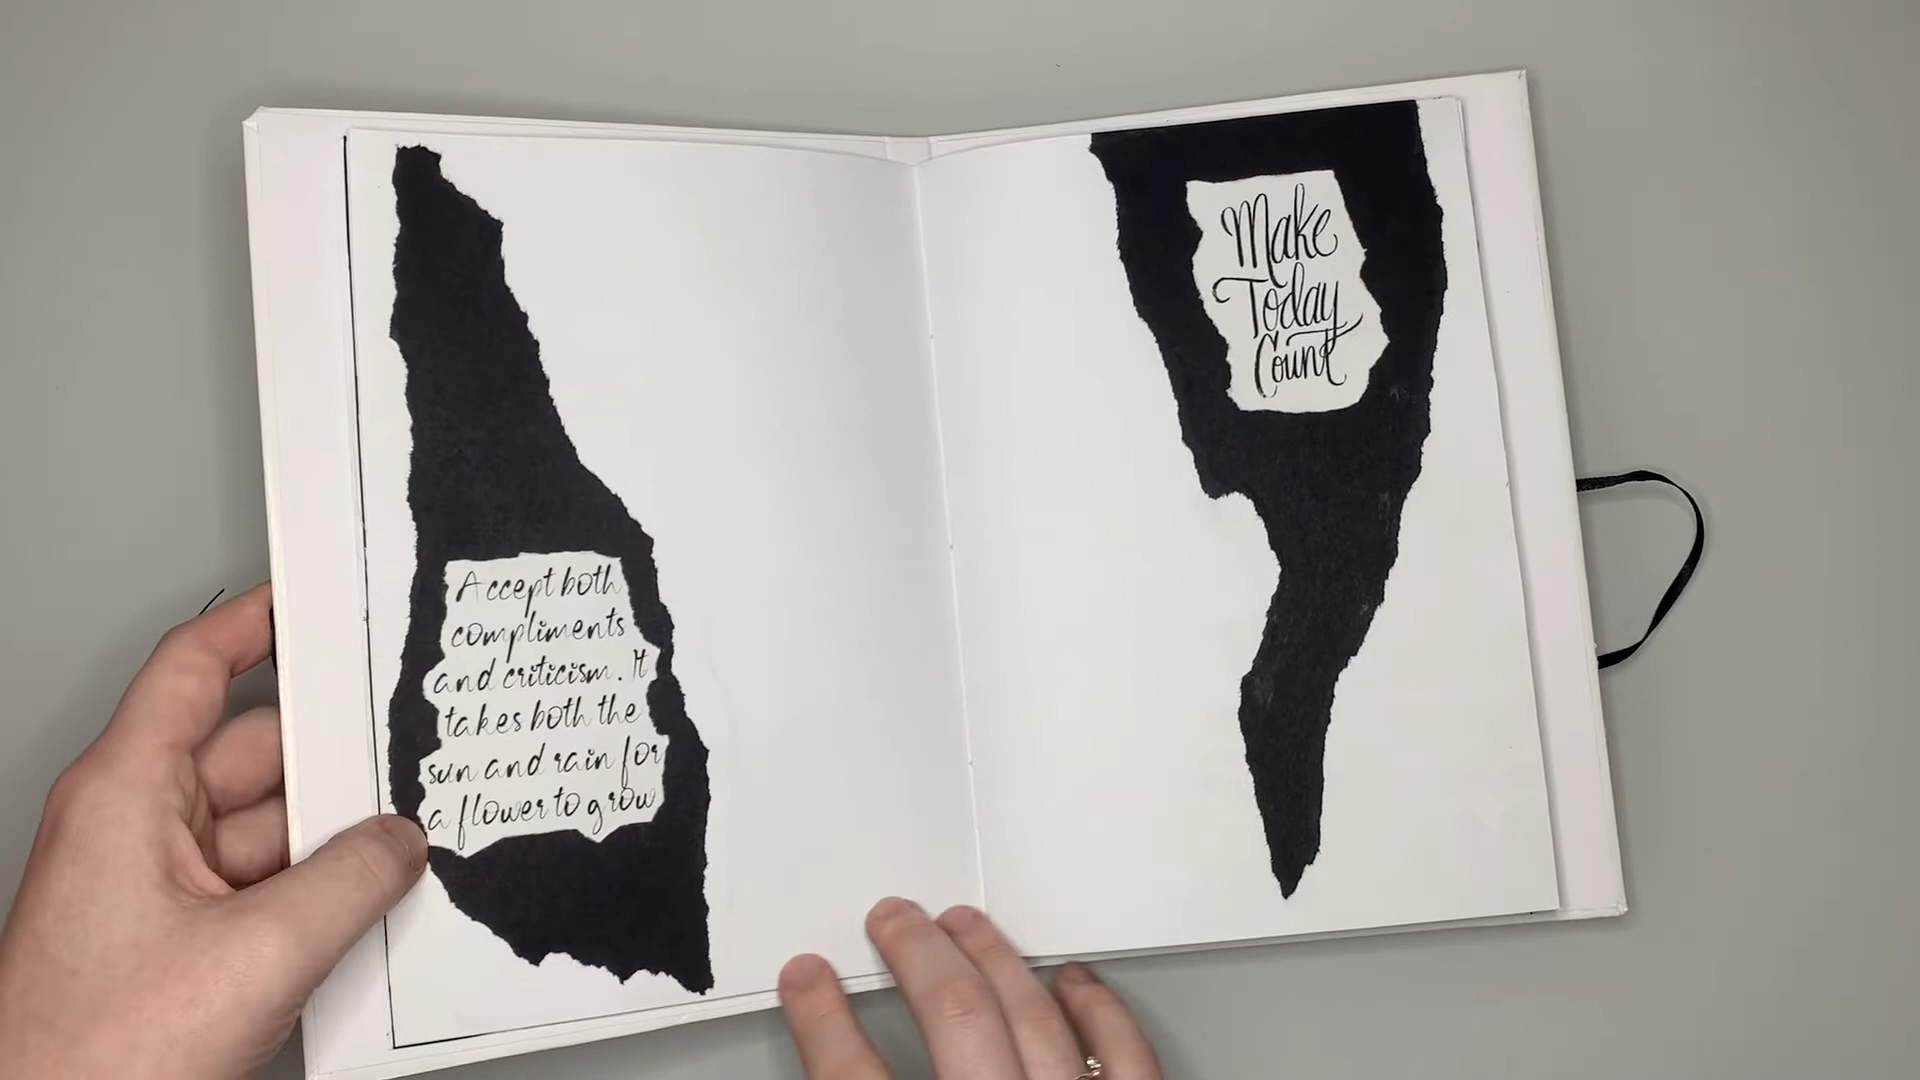 Accept both
compliments
and criticism. It
takes both the
sun and rain for
a flower to grow
Make
Today
Count